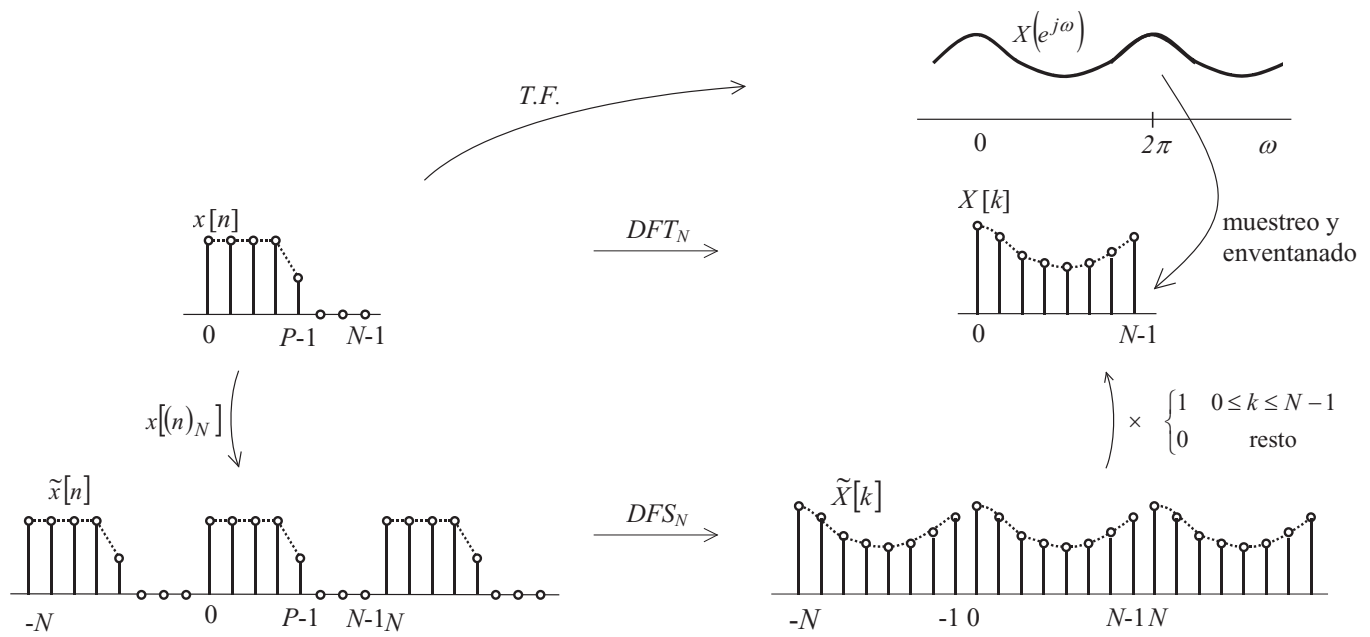 X(e^{jω})
T.F.
0 2π ω
x[n]
DFT_N
X[k]
muestreo y
enventanado
0 P-1 N-1
0 N-1
x[(n)_N]
× {1 0 ≤ k ≤ N − 1
0 resto
x̃[n]
DFS_N
X̃[k]
-N 0 P-1 N-1 N
-N -1 0 N-1 N